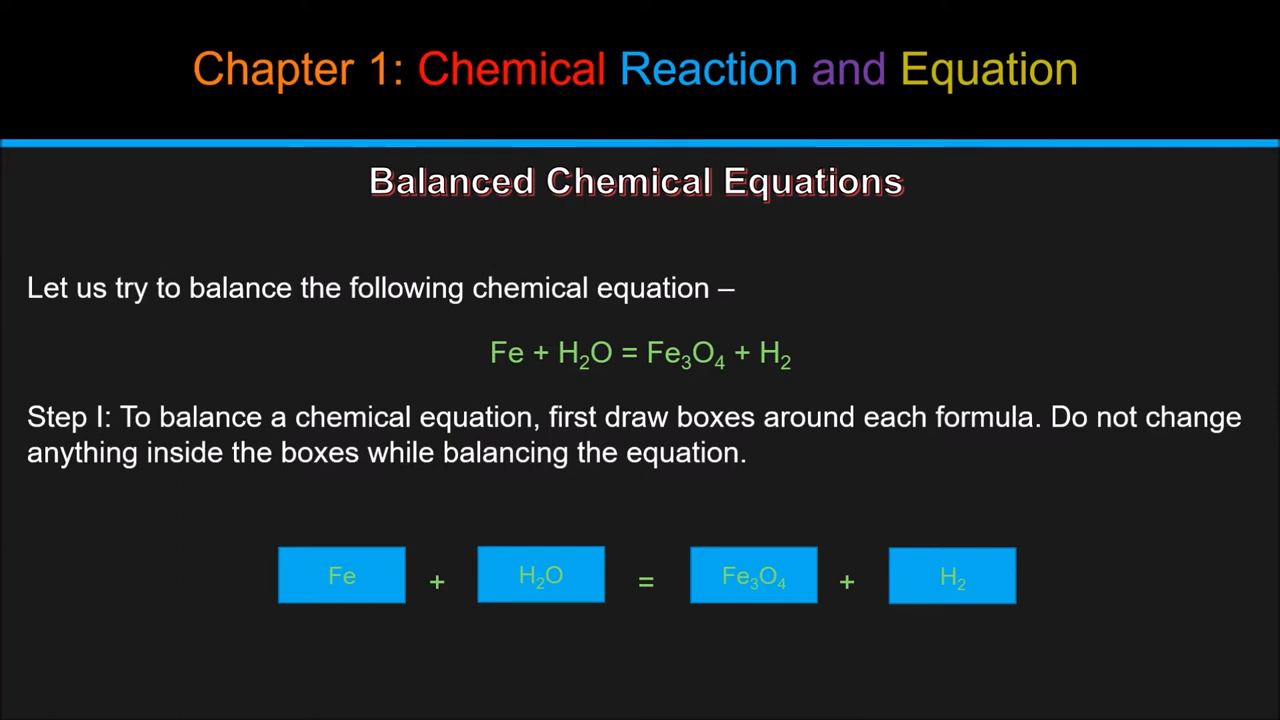 Chapter 1: Chemical Reaction and Equation
Balanced Chemical Equations
Let us try to balance the following chemical equation –
Fe + H₂O = Fe₃O₄ + H₂
Step I: To balance a chemical equation, first draw boxes around each formula. Do not change
anything inside the boxes while balancing the equation.
Fe + H₂O = Fe₃O₄ + H₂